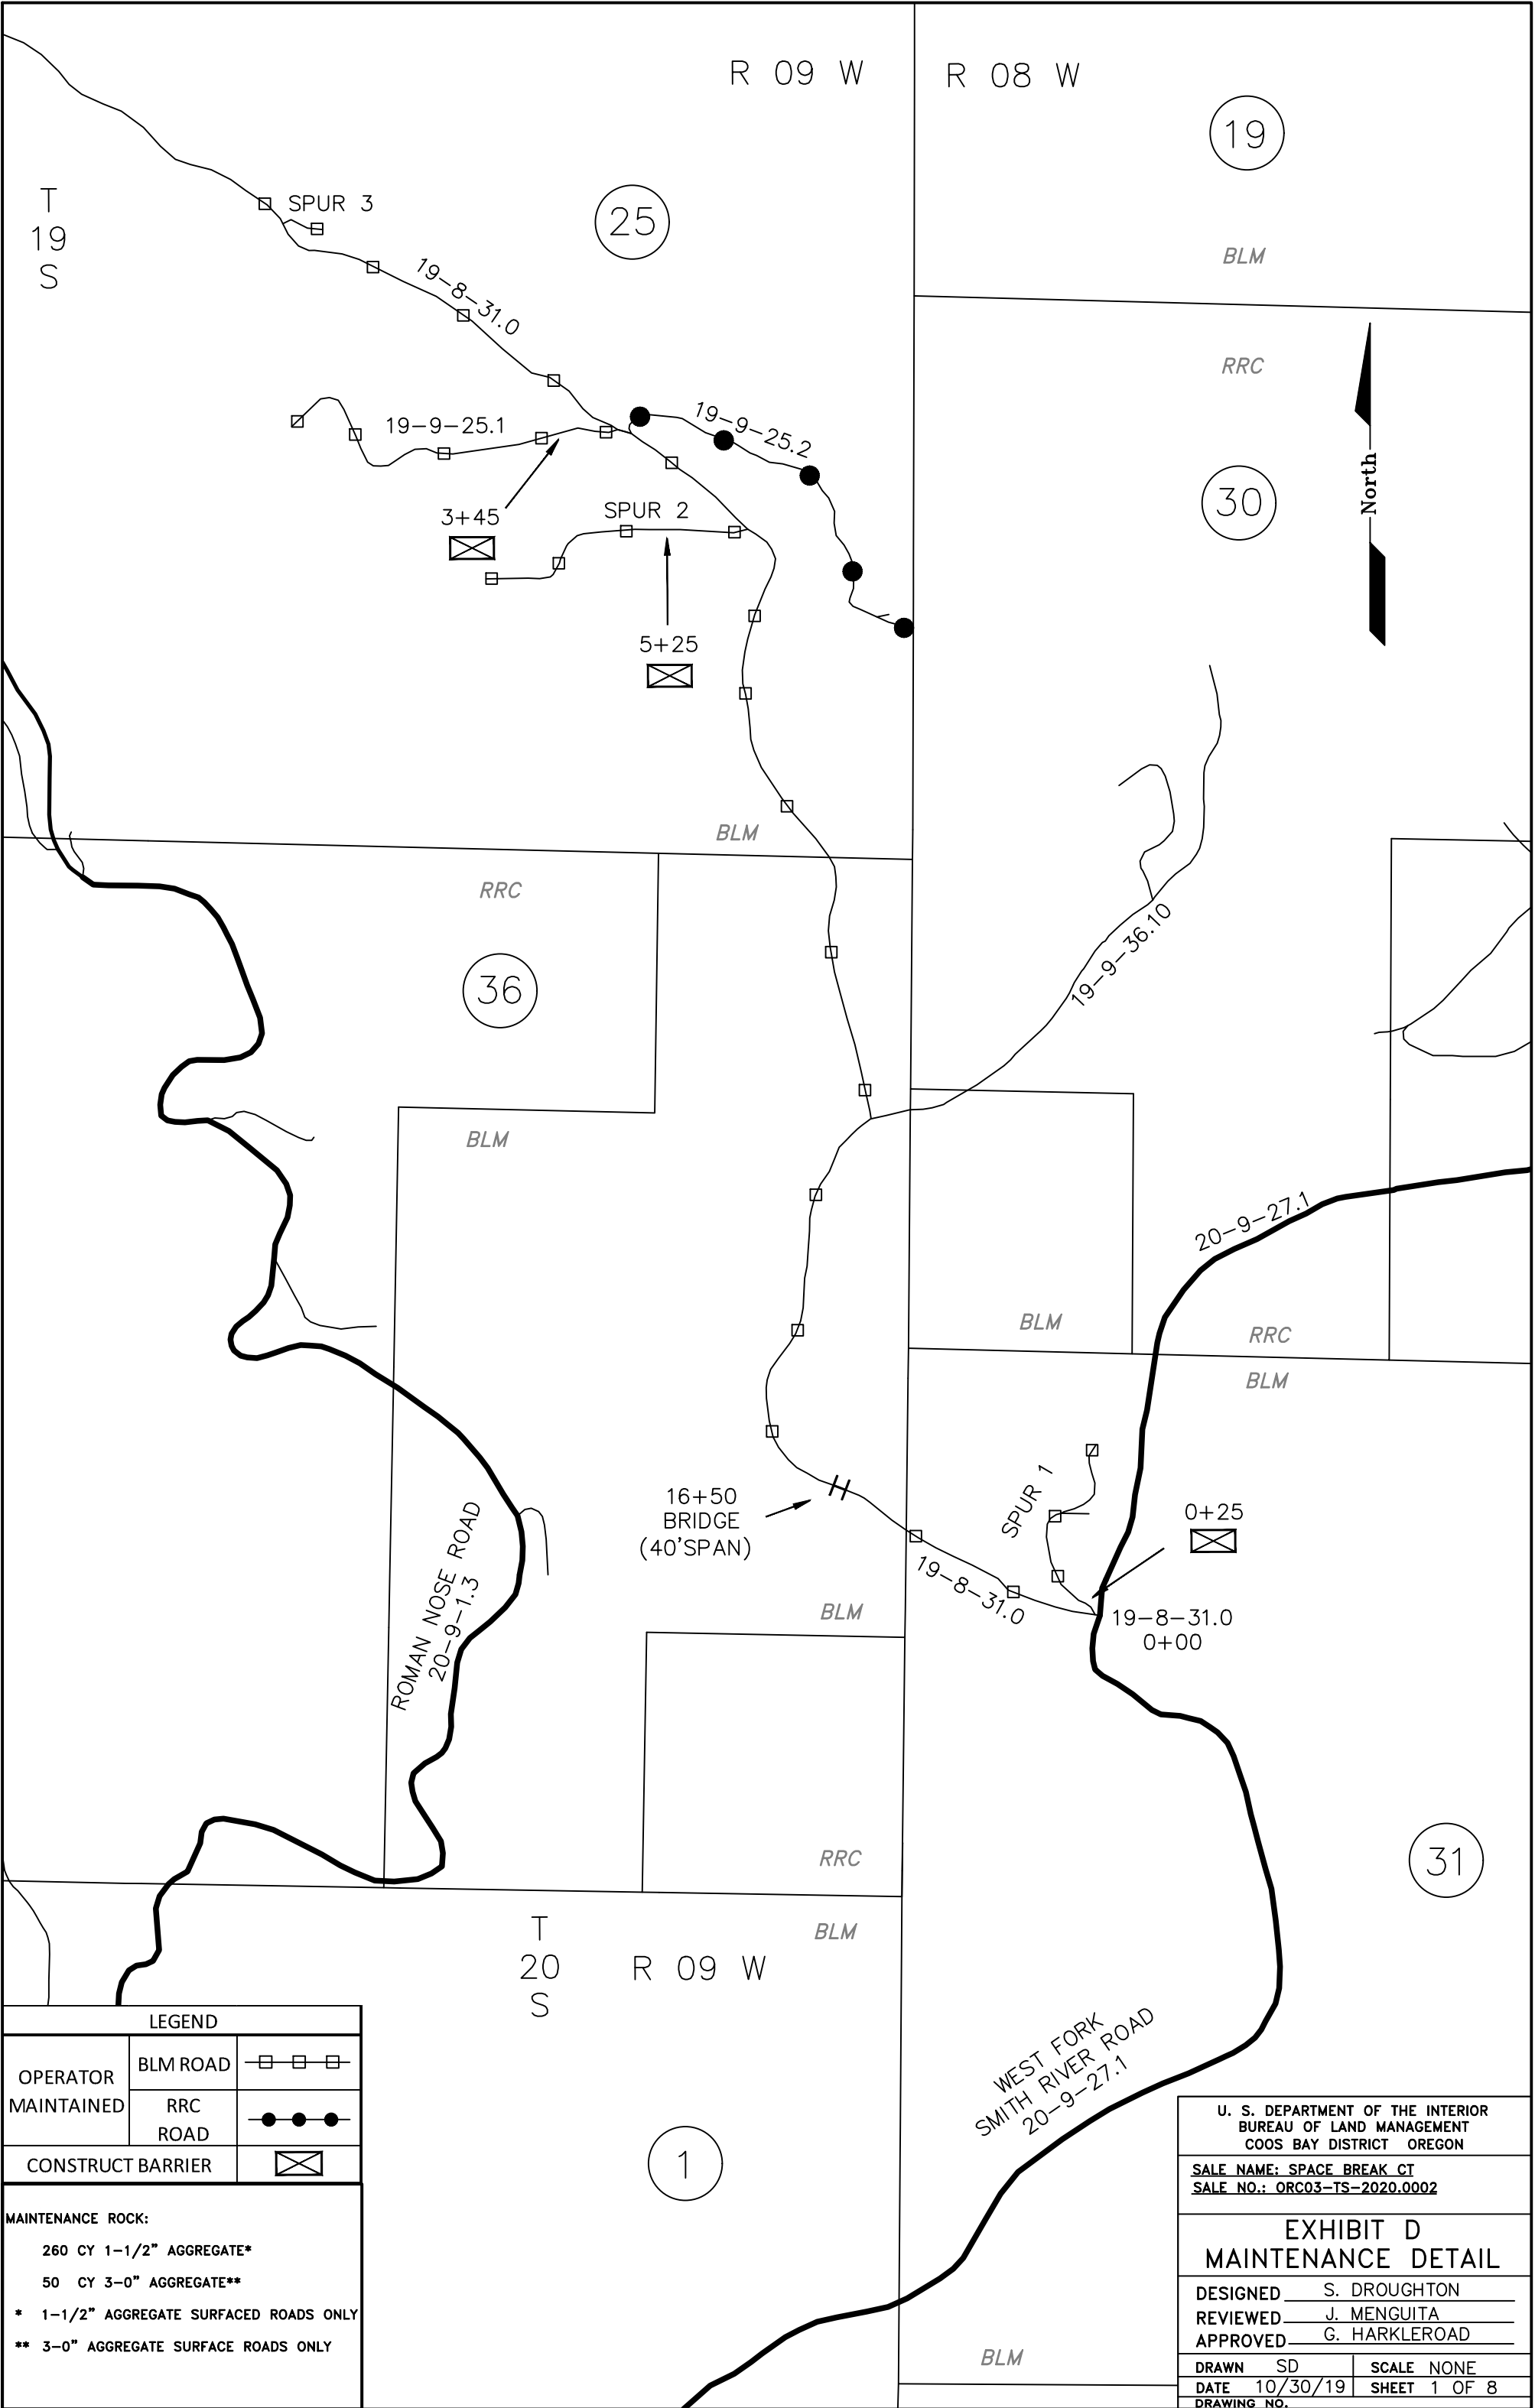 R 09 W
R 08 W
19
T
19
S
SPUR 3
25
BLM
19-8-31.0
RRC
19-9-25.1
19-9-25.2
North
30
3+45
SPUR 2
5+25
BLM
RRC
36
19-9-36.10
BLM
20-9-27.1
BLM
RRC
BLM
16+50
BRIDGE
(40'SPAN)
SPUR 1
0+25
ROMAN NOSE ROAD
20-9-1.3
19-8-31.0
BLM
19-8-31.0
0+00
RRC
31
T
20
S
R 09 W
BLM
WEST FORK
SMITH RIVER ROAD
20-9-27.1
1
BLM
LEGEND
OPERATOR
MAINTAINED
BLM ROAD
RRC
ROAD
CONSTRUCT BARRIER
MAINTENANCE ROCK:
260 CY 1-1/2" AGGREGATE*
50 CY 3-0" AGGREGATE**
* 1-1/2" AGGREGATE SURFACED ROADS ONLY
** 3-0" AGGREGATE SURFACE ROADS ONLY
U. S. DEPARTMENT OF THE INTERIOR
BUREAU OF LAND MANAGEMENT
COOS BAY DISTRICT OREGON
SALE NAME: SPACE BREAK CT
SALE NO.: ORC03-TS-2020.0002
EXHIBIT D
MAINTENANCE DETAIL
DESIGNED S. DROUGHTON
REVIEWED J. MENGUITA
APPROVED G. HARKLEROAD
DRAWN SD SCALE NONE
DATE 10/30/19 SHEET 1 OF 8
DRAWING NO.